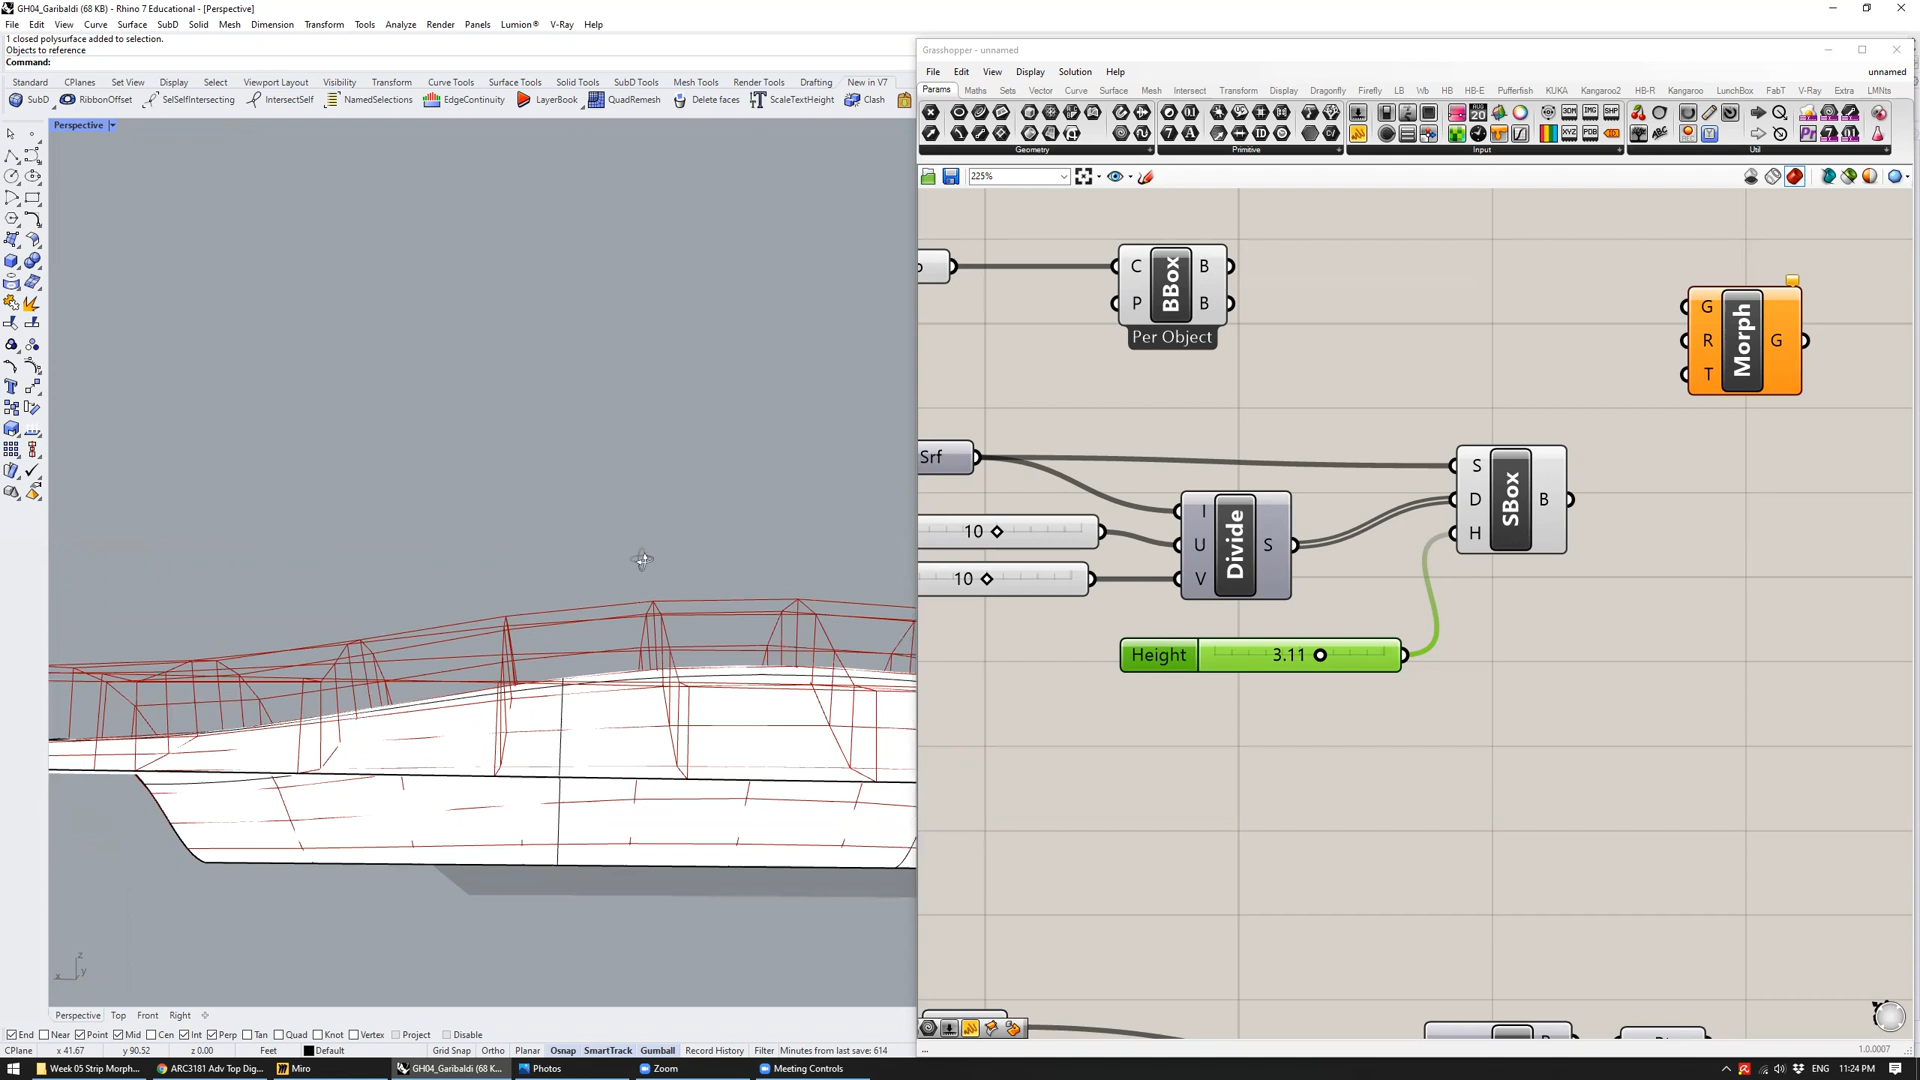 GH04_Garibaldi (68 KB) - Rhino 7 Educational - [Perspective]
File Edit View Curve Surface SubD Solid Mesh Dimension Transform Tools Analyze Render Panels Lumion® V-Ray Help
1 closed polysurface added to selection.
Objects to reference
Command:
Standard CPlanes Set View Display Select Viewport Layout Visibility Transform Curve Tools Surface Tools Solid Tools SubD Tools Mesh Tools Render Tools Drafting New in V7
SubD RibbonOffset SelSelfIntersecting IntersectSelf NamedSelections EdgeContinuity LayerBook QuadRemesh Delete faces ScaleTextHeight Clash
Perspective
Grasshopper - unnamed
File Edit View Display Solution Help unnamed
Params Maths Sets Vector Curve Surface Mesh Intersect Transform Display Dragonfly Firefly LB Wb HB HB-E Pufferfish KUKA Kangaroo2 HB-R Kangaroo LunchBox FabT V-Ray Extra LMNts
Geometry Primitive Input Util
225%
C P BBox B B
Per Object
G R T Morph G
Srf
10
10
I U V Divide S
S D H SBox B
Height 3.11
z
x y
Perspective Top Front Right
End Near Point Mid Cen Int Perp Tan Quad Knot Vertex Project Disable
CPlane x 41.67 y 90.52 z 0.00 Feet Default Grid Snap Ortho Planar Osnap SmartTrack Gumball Record History Filter Minutes from last save: 614
...
1.0.0007
Week 05 Strip Morph... ARC3181 Adv Top Dig... Miro GH04_Garibaldi (68 K... Photos Zoom Meeting Controls
ENG 11:24 PM